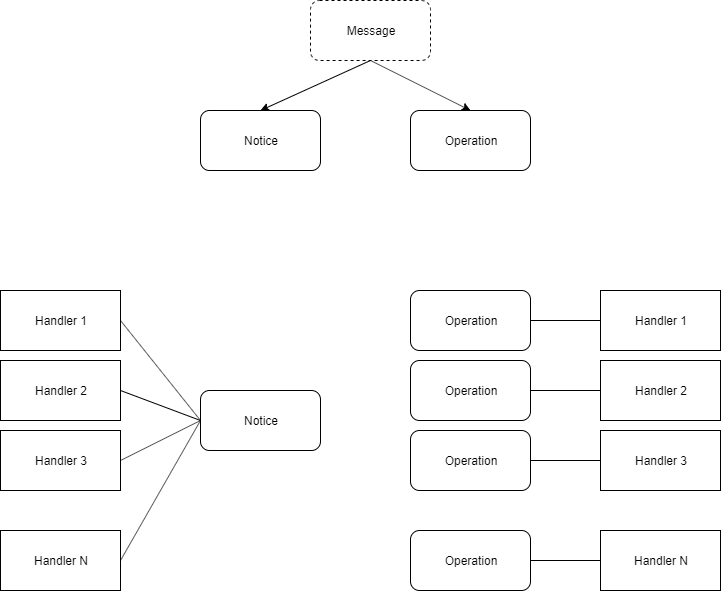 Message
Notice
Operation
Handler 1
Operation
Handler 1
Handler 2
Operation
Handler 2
Notice
Handler 3
Operation
Handler 3
Handler N
Operation
Handler N